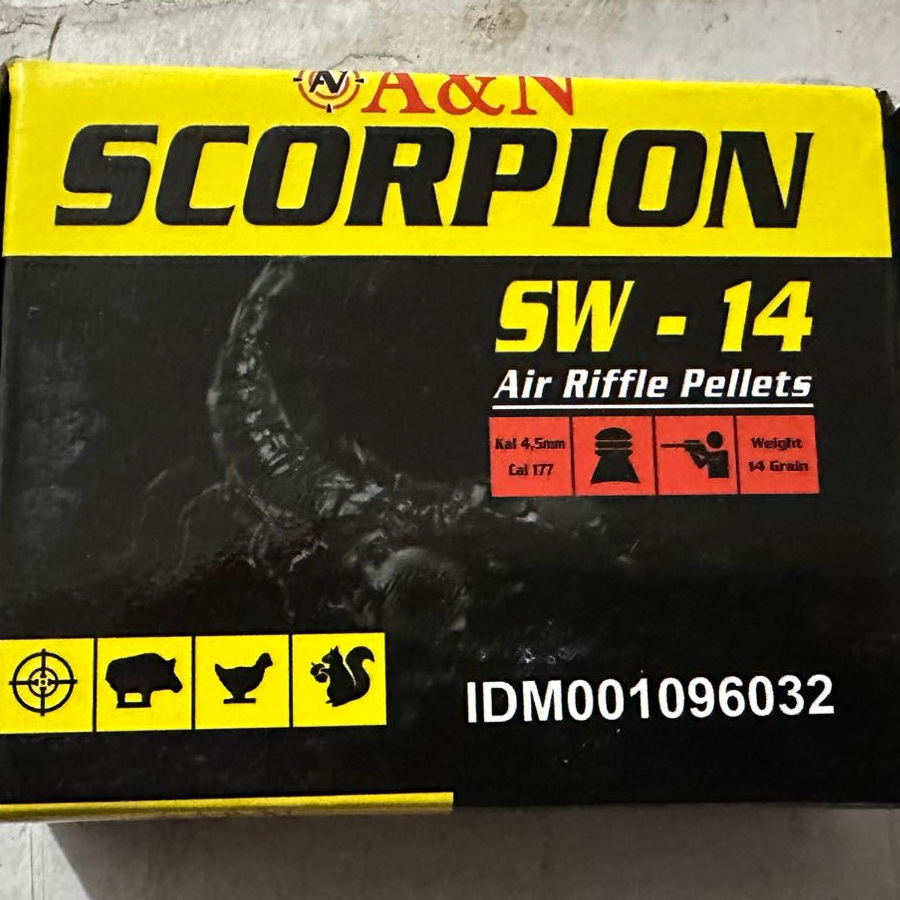 A&N
SCORPION
SW - 14
Air Riffle Pellets
Kal 4,5mm
Cal 177
Weight
14 Grain
IDM001096032